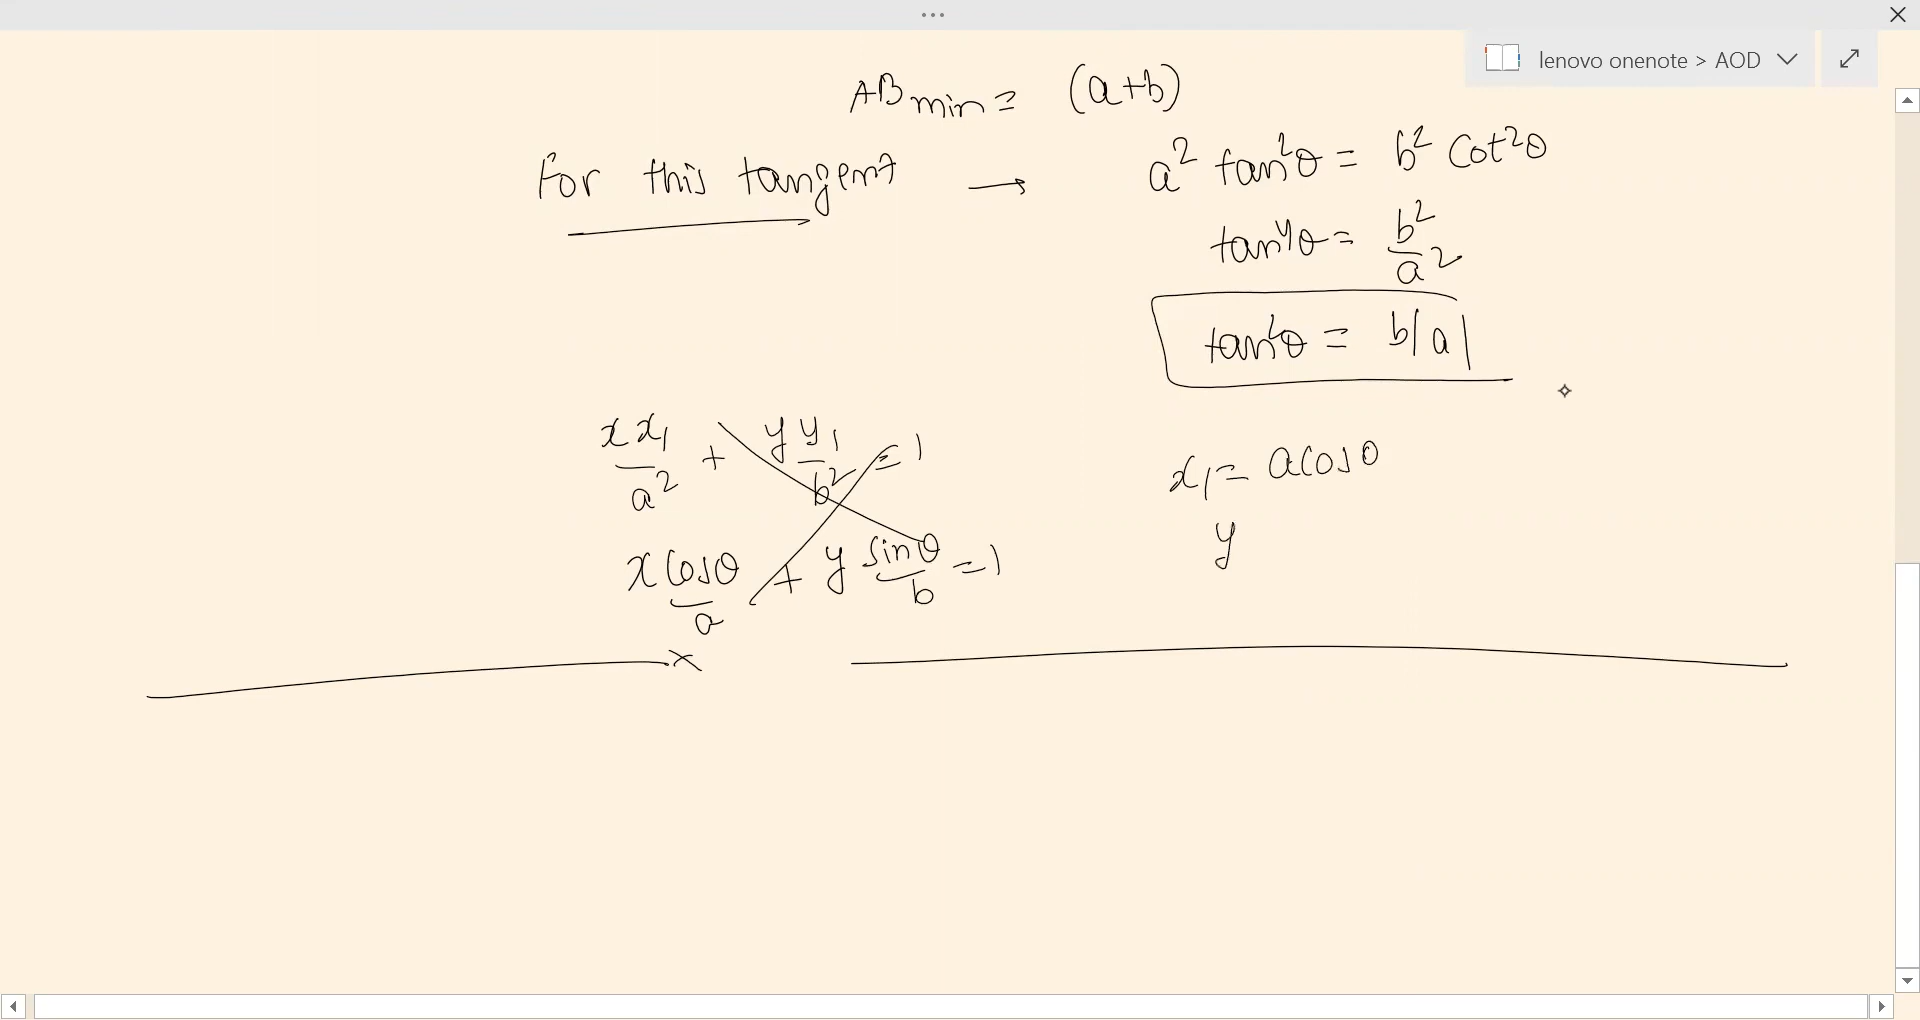 lenovo onenote > AOD
AB min = (a+b)
For this tangent → a² tan²θ = b² cot²θ
tan⁴θ = b²/a²
tan²θ = b/a
xx₁/a² + yy₁/b² = 1
x₁ = a cosθ
y
x cosθ/a + y sinθ/b = 1
x